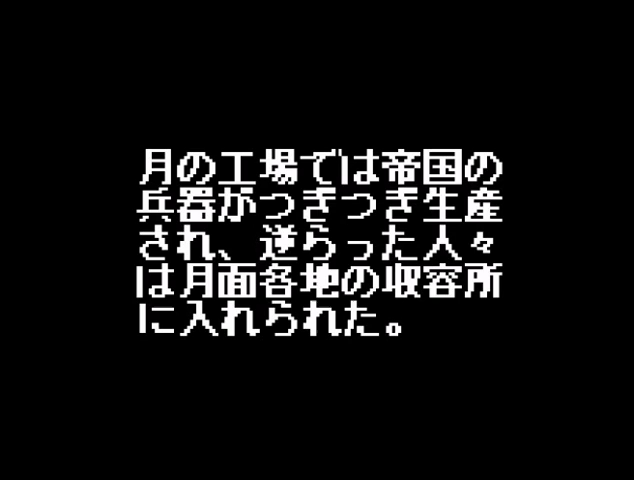 月の工場では帝国の
兵器がつぎつぎ生産
され、逆らった人々
は月面各地の収容所
に入れられた。